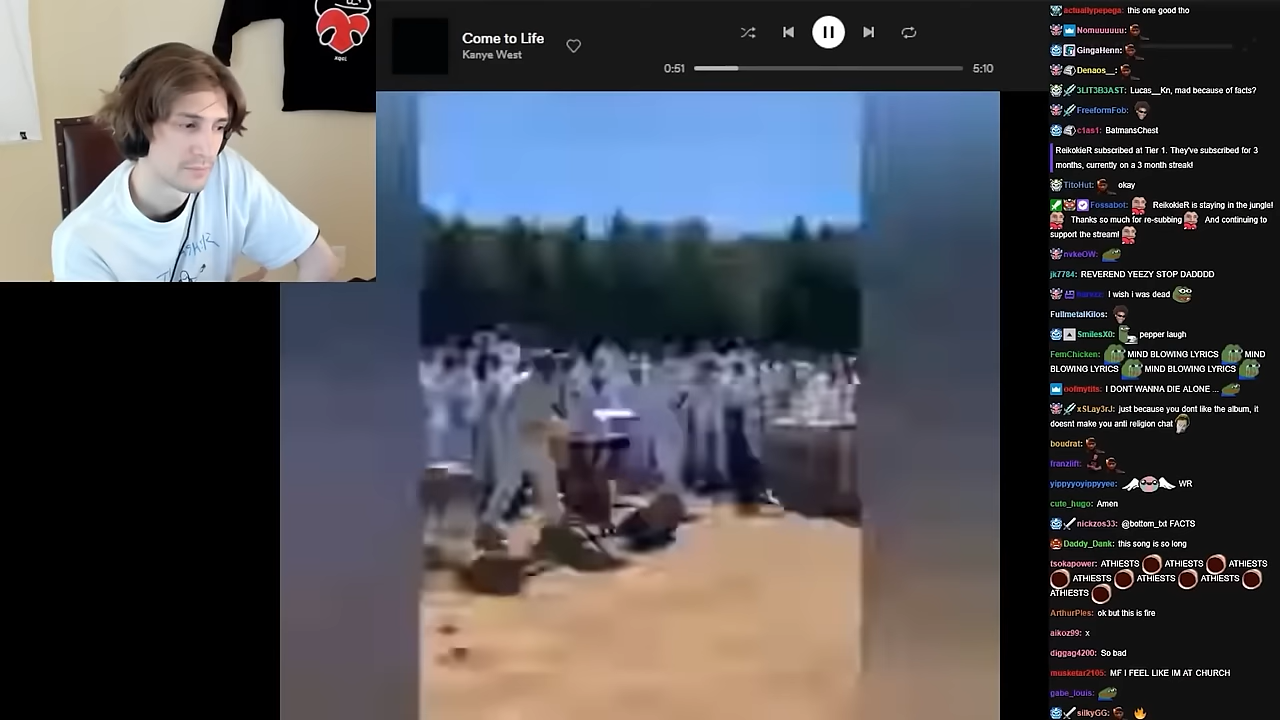 Come to Life
Kanye West
0:51
5:10
actuallypepega: this one good tho
Nomuuuuuu:
GingaHenn:
Denaos__:
3LIT3B3AST: Lucas__Kn, mad because of facts?
FreeformFob:
c1as1: BatmansChest
ReikokieR subscribed at Tier 1. They've subscribed for 3
months, currently on a 3 month streak!
TitoHut: okay
Fossabot: ReikokieR is staying in the jungle!
Thanks so much for re-subbing And continuing to
support the stream!
nvkeOW:
jk7784: REVEREND YEEZY STOP DADDDD
I wish i was dead
FullmetalKilos:
SmilesX0: pepper laugh
FemChicken: MIND BLOWING LYRICS MIND
BLOWING LYRICS MIND BLOWING LYRICS
oofmytits: I DONT WANNA DIE ALONE ...
xSLay3rJ: just because you dont like the album, it
doesnt make you anti religion chat
boudrat:
franzlift:
yippyyoyippyyee: WR
cute_hugo: Amen
nickzos33: @bottom_txt FACTS
Daddy_Dank: this song is so long
tsokapower: ATHIESTS ATHIESTS ATHIESTS
ATHIESTS ATHIESTS ATHIESTS
ATHIESTS
ArthurPles: ok but this is fire
aikoz99: x
diggag4200: So bad
musketar2105: MF I FEEL LIKE IM AT CHURCH
gabe_louis:
silkyGG: